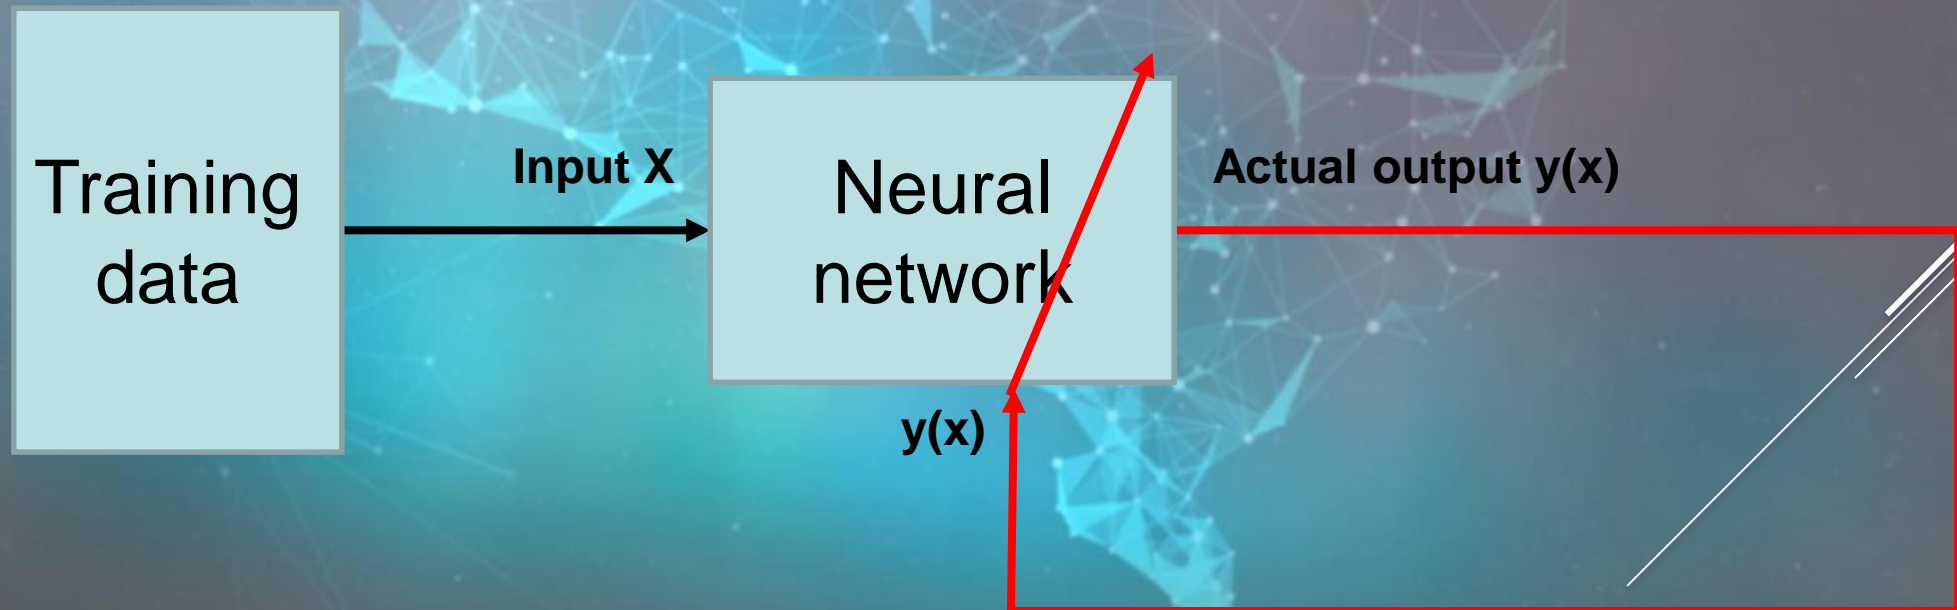 Training
data
Input X
Neural
network
Actual output y(x)
y(x)